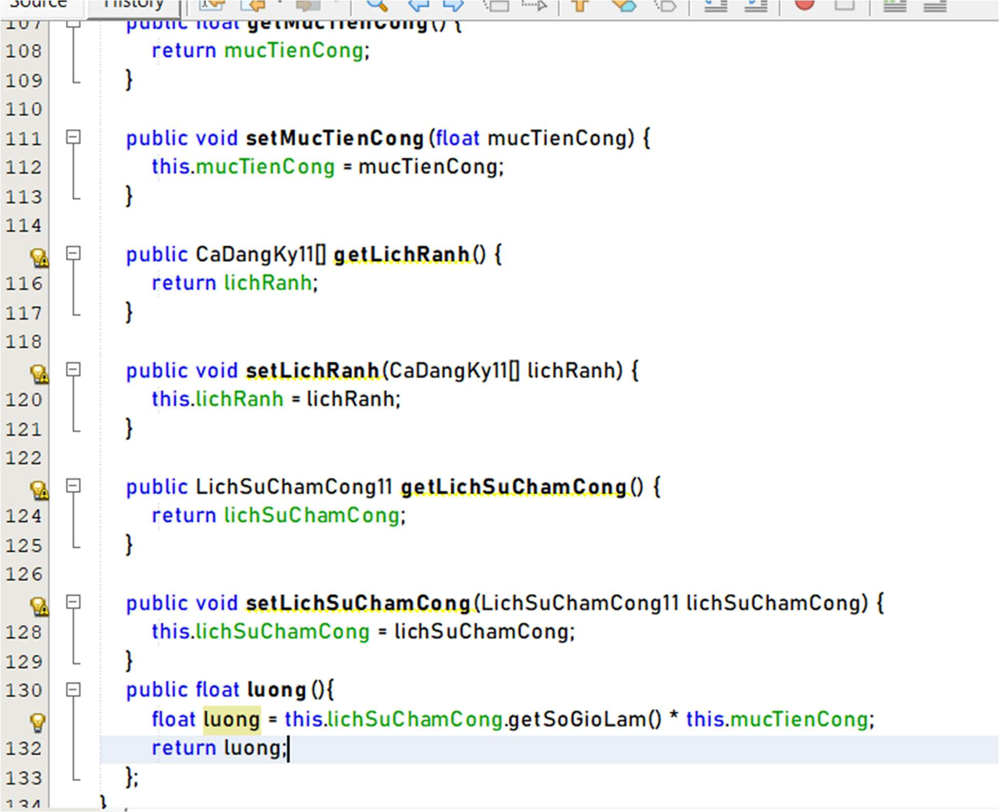 Source History
107 public float getMucTienCong() {
108 return mucTienCong;
109 }
110
111 public void setMucTienCong(float mucTienCong) {
112 this.mucTienCong = mucTienCong;
113 }
114
public CaDangKy11[] getLichRanh() {
116 return lichRanh;
117 }
118
public void setLichRanh(CaDangKy11[] lichRanh) {
120 this.lichRanh = lichRanh;
121 }
122
public LichSuChamCong11 getLichSuChamCong() {
124 return lichSuChamCong;
125 }
126
public void setLichSuChamCong(LichSuChamCong11 lichSuChamCong) {
128 this.lichSuChamCong = lichSuChamCong;
129 }
130 public float luong(){
float luong = this.lichSuChamCong.getSoGioLam() * this.mucTienCong;
132 return luong;
133 };
134 }